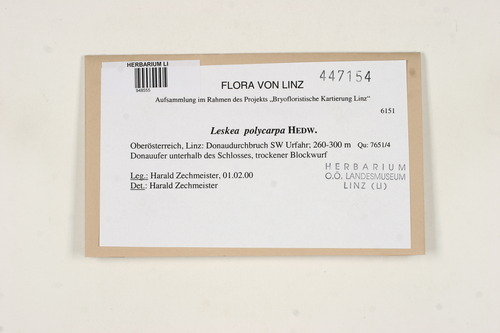 HERBARIUM LI
FLORA VON LINZ
447154
Aufsammlung im Rahmen des Projekts „Bryofloristische Kartierung Linz"
6151
Leskea polycarpa HEDW.
Oberösterreich, Linz: Donaudurchbruch SW Urfahr; 260-300 m Qu: 7651/4
Donauufer unterhalb des Schlosses, trockener Blockwurf
HERBARIUM
O.Ö. LANDESMUSEUM
LINZ (LI)
Leg.: Harald Zechmeister, 01.02.00
Det.: Harald Zechmeister